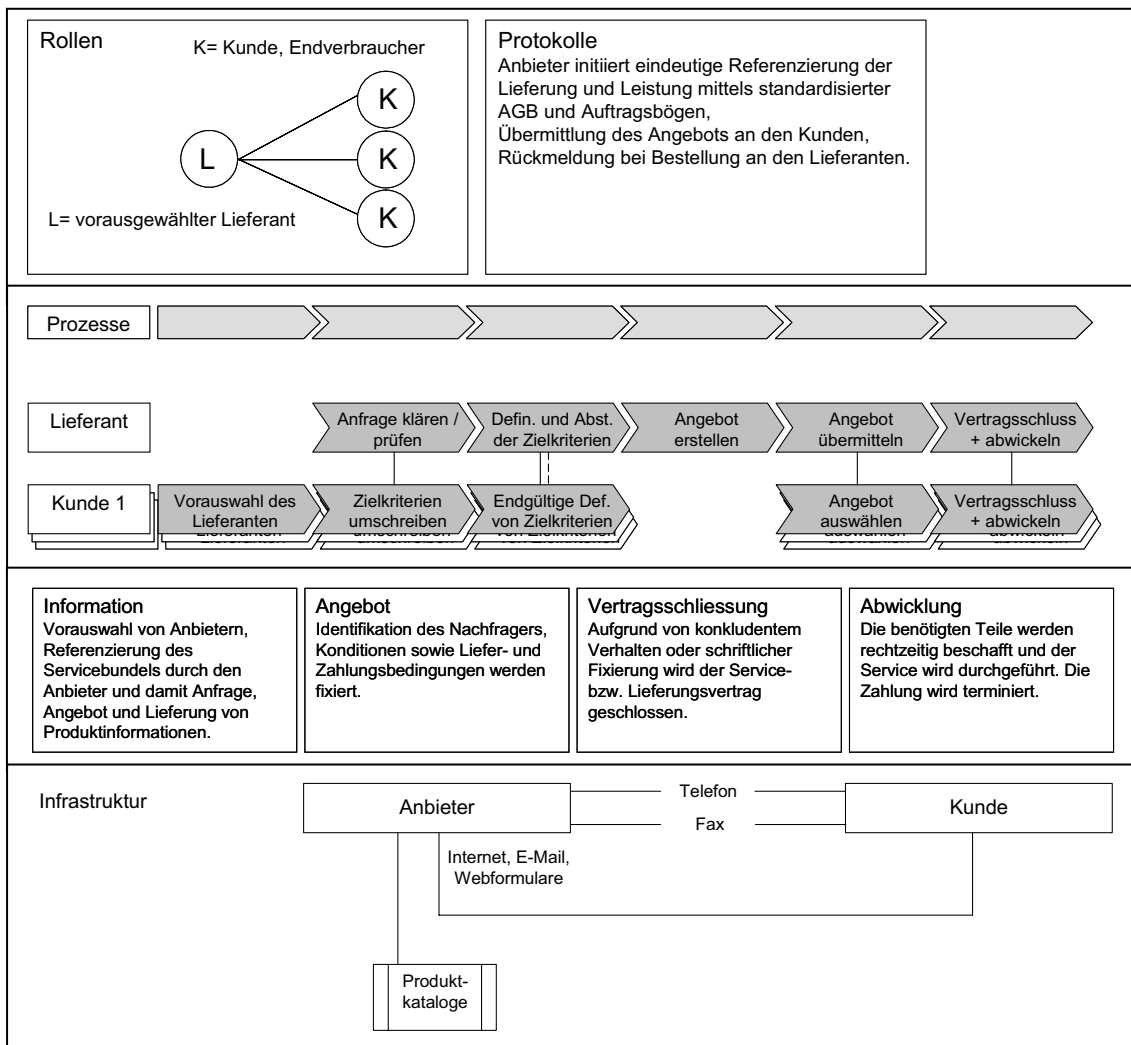 Rollen
K= Kunde, Endverbraucher
K
L
K
K
L= vorausgewählter Lieferant
Protokolle
Anbieter initiiert eindeutige Referenzierung der
Lieferung und Leistung mittels standardisierter
AGB und Auftragsbögen,
Übermittlung des Angebots an den Kunden,
Rückmeldung bei Bestellung an den Lieferanten.
Prozesse
Lieferant
Anfrage klären /
prüfen
Defin. und Abst.
der Zielkriterien
Angebot
erstellen
Angebot
übermitteln
Vertragsschluss
+ abwickeln
Kunde 1
Vorauswahl des
Lieferanten
Zielkriterien
umschreiben
Endgültige Def.
von Zielkriterien
Angebot
auswählen
Vertragsschluss
+ abwickeln
Information
Vorauswahl von Anbietern,
Referenzierung des
Servicebundels durch den
Anbieter und damit Anfrage,
Angebot und Lieferung von
Produktinformationen.
Angebot
Identifikation des Nachfragers,
Konditionen sowie Liefer- und
Zahlungsbedingungen werden
fixiert.
Vertragsschliessung
Aufgrund von konkludentem
Verhalten oder schriftlicher
Fixierung wird der Service-
bzw. Lieferungsvertrag
geschlossen.
Abwicklung
Die benötigten Teile werden
rechtzeitig beschafft und der
Service wird durchgeführt. Die
Zahlung wird terminiert.
Infrastruktur
Anbieter
Telefon
Fax
Kunde
Internet, E-Mail,
Webformulare
Produkt-
kataloge